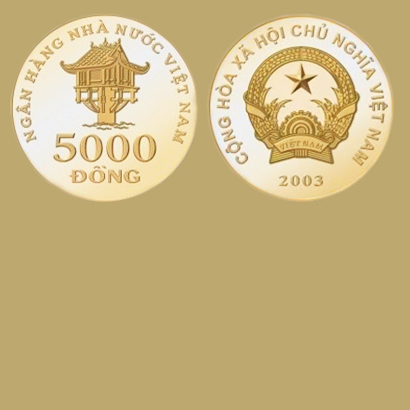 NGÂN HÀNG NHÀ NƯỚC VIỆT NAM
5000
ĐỒNG
CỘNG HÒA XÃ HỘI CHỦ NGHĨA VIỆT NAM
VIỆT NAM
2003